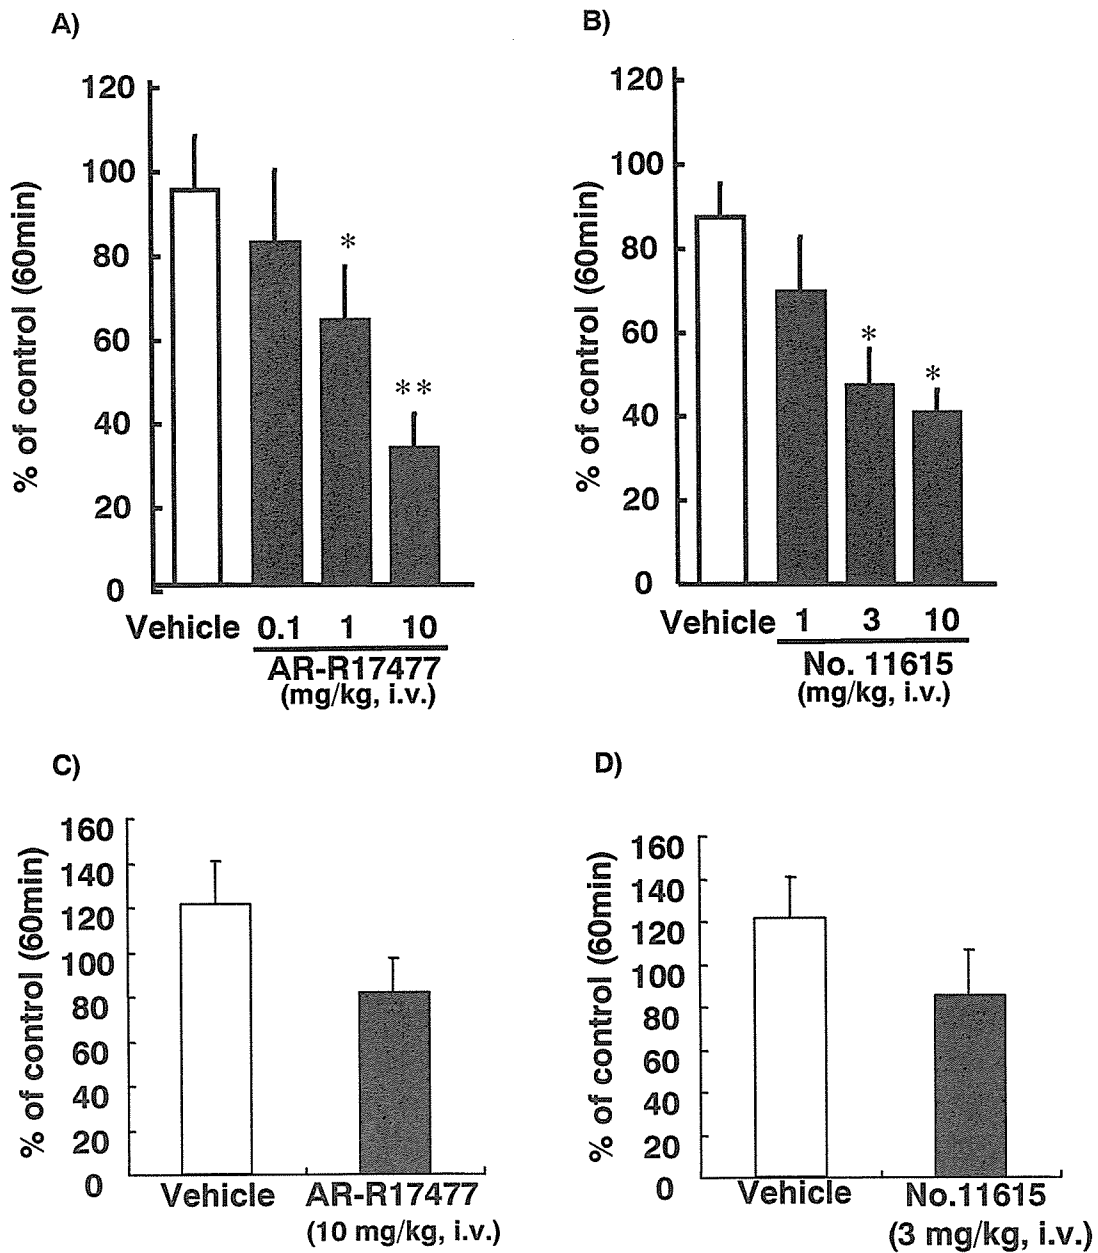 A)
% of control (60min)
120
100
80
60
40
20
0
*
**
Vehicle 0.1 1 10
AR-R17477
(mg/kg, i.v.)
B)
% of control (60min)
120
100
80
60
40
20
0
*
*
Vehicle 1 3 10
No. 11615
(mg/kg, i.v.)
C)
% of control (60min)
160
140
120
100
80
60
40
20
0
Vehicle AR-R17477
(10 mg/kg, i.v.)
D)
% of control (60min)
160
140
120
100
80
60
40
20
0
Vehicle No.11615
(3 mg/kg, i.v.)